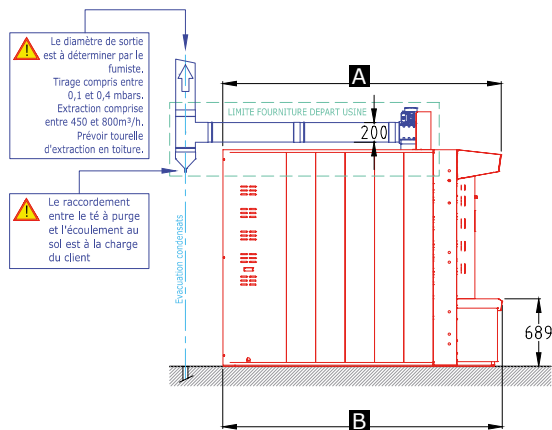 Le diamètre de sortie
est à déterminer par le
fumiste.
Tirage compris entre
0,1 et 0,4 mbars.
Extraction comprise
entre 450 et 800m³/h.
Prévoir tourelle
d'extraction en toiture.
A
LIMITE FOURNITURE DEPART USINE
200
Le raccordement
entre le té à purge
et l'écoulement au
sol est à la charge
du client
Evacuation condensats
689
B